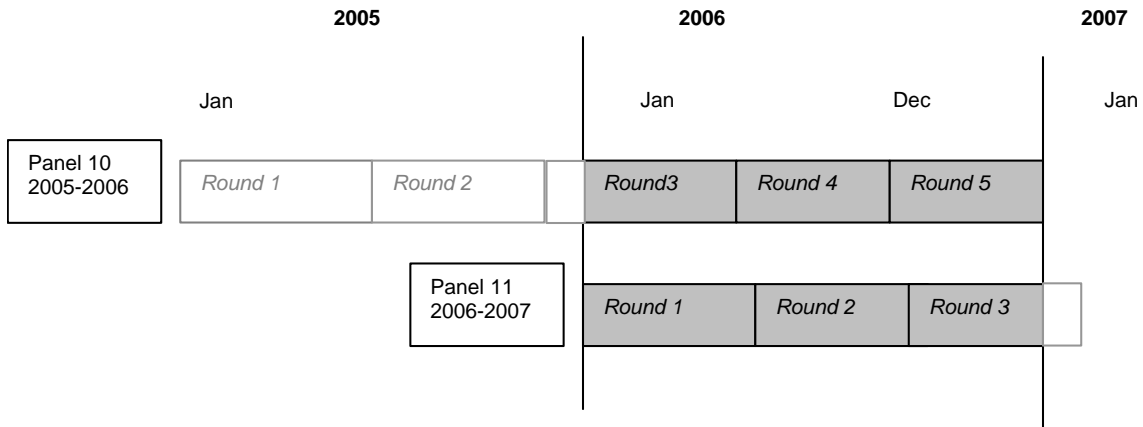 2005 2006 2007
Jan Jan Dec Jan
Panel 10
2005-2006
Round 1 Round 2 Round3 Round 4 Round 5
Panel 11
2006-2007
Round 1 Round 2 Round 3